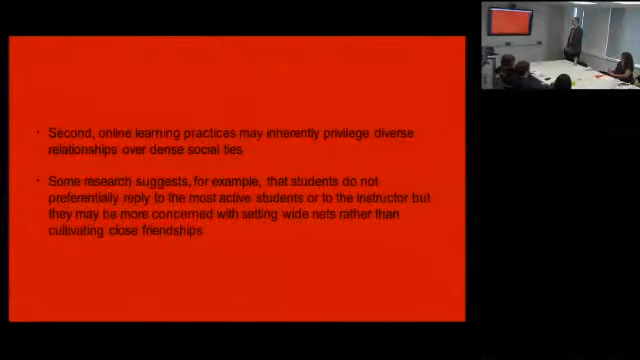 · Second, online learning practices may inherently privilege diverse
relationships over dense social ties
· Some research suggests, for example, that students do not
preferentially reply to the most active students or to the instructor but
they may be more concerned with setting wide nets rather than
cultivating close friendships